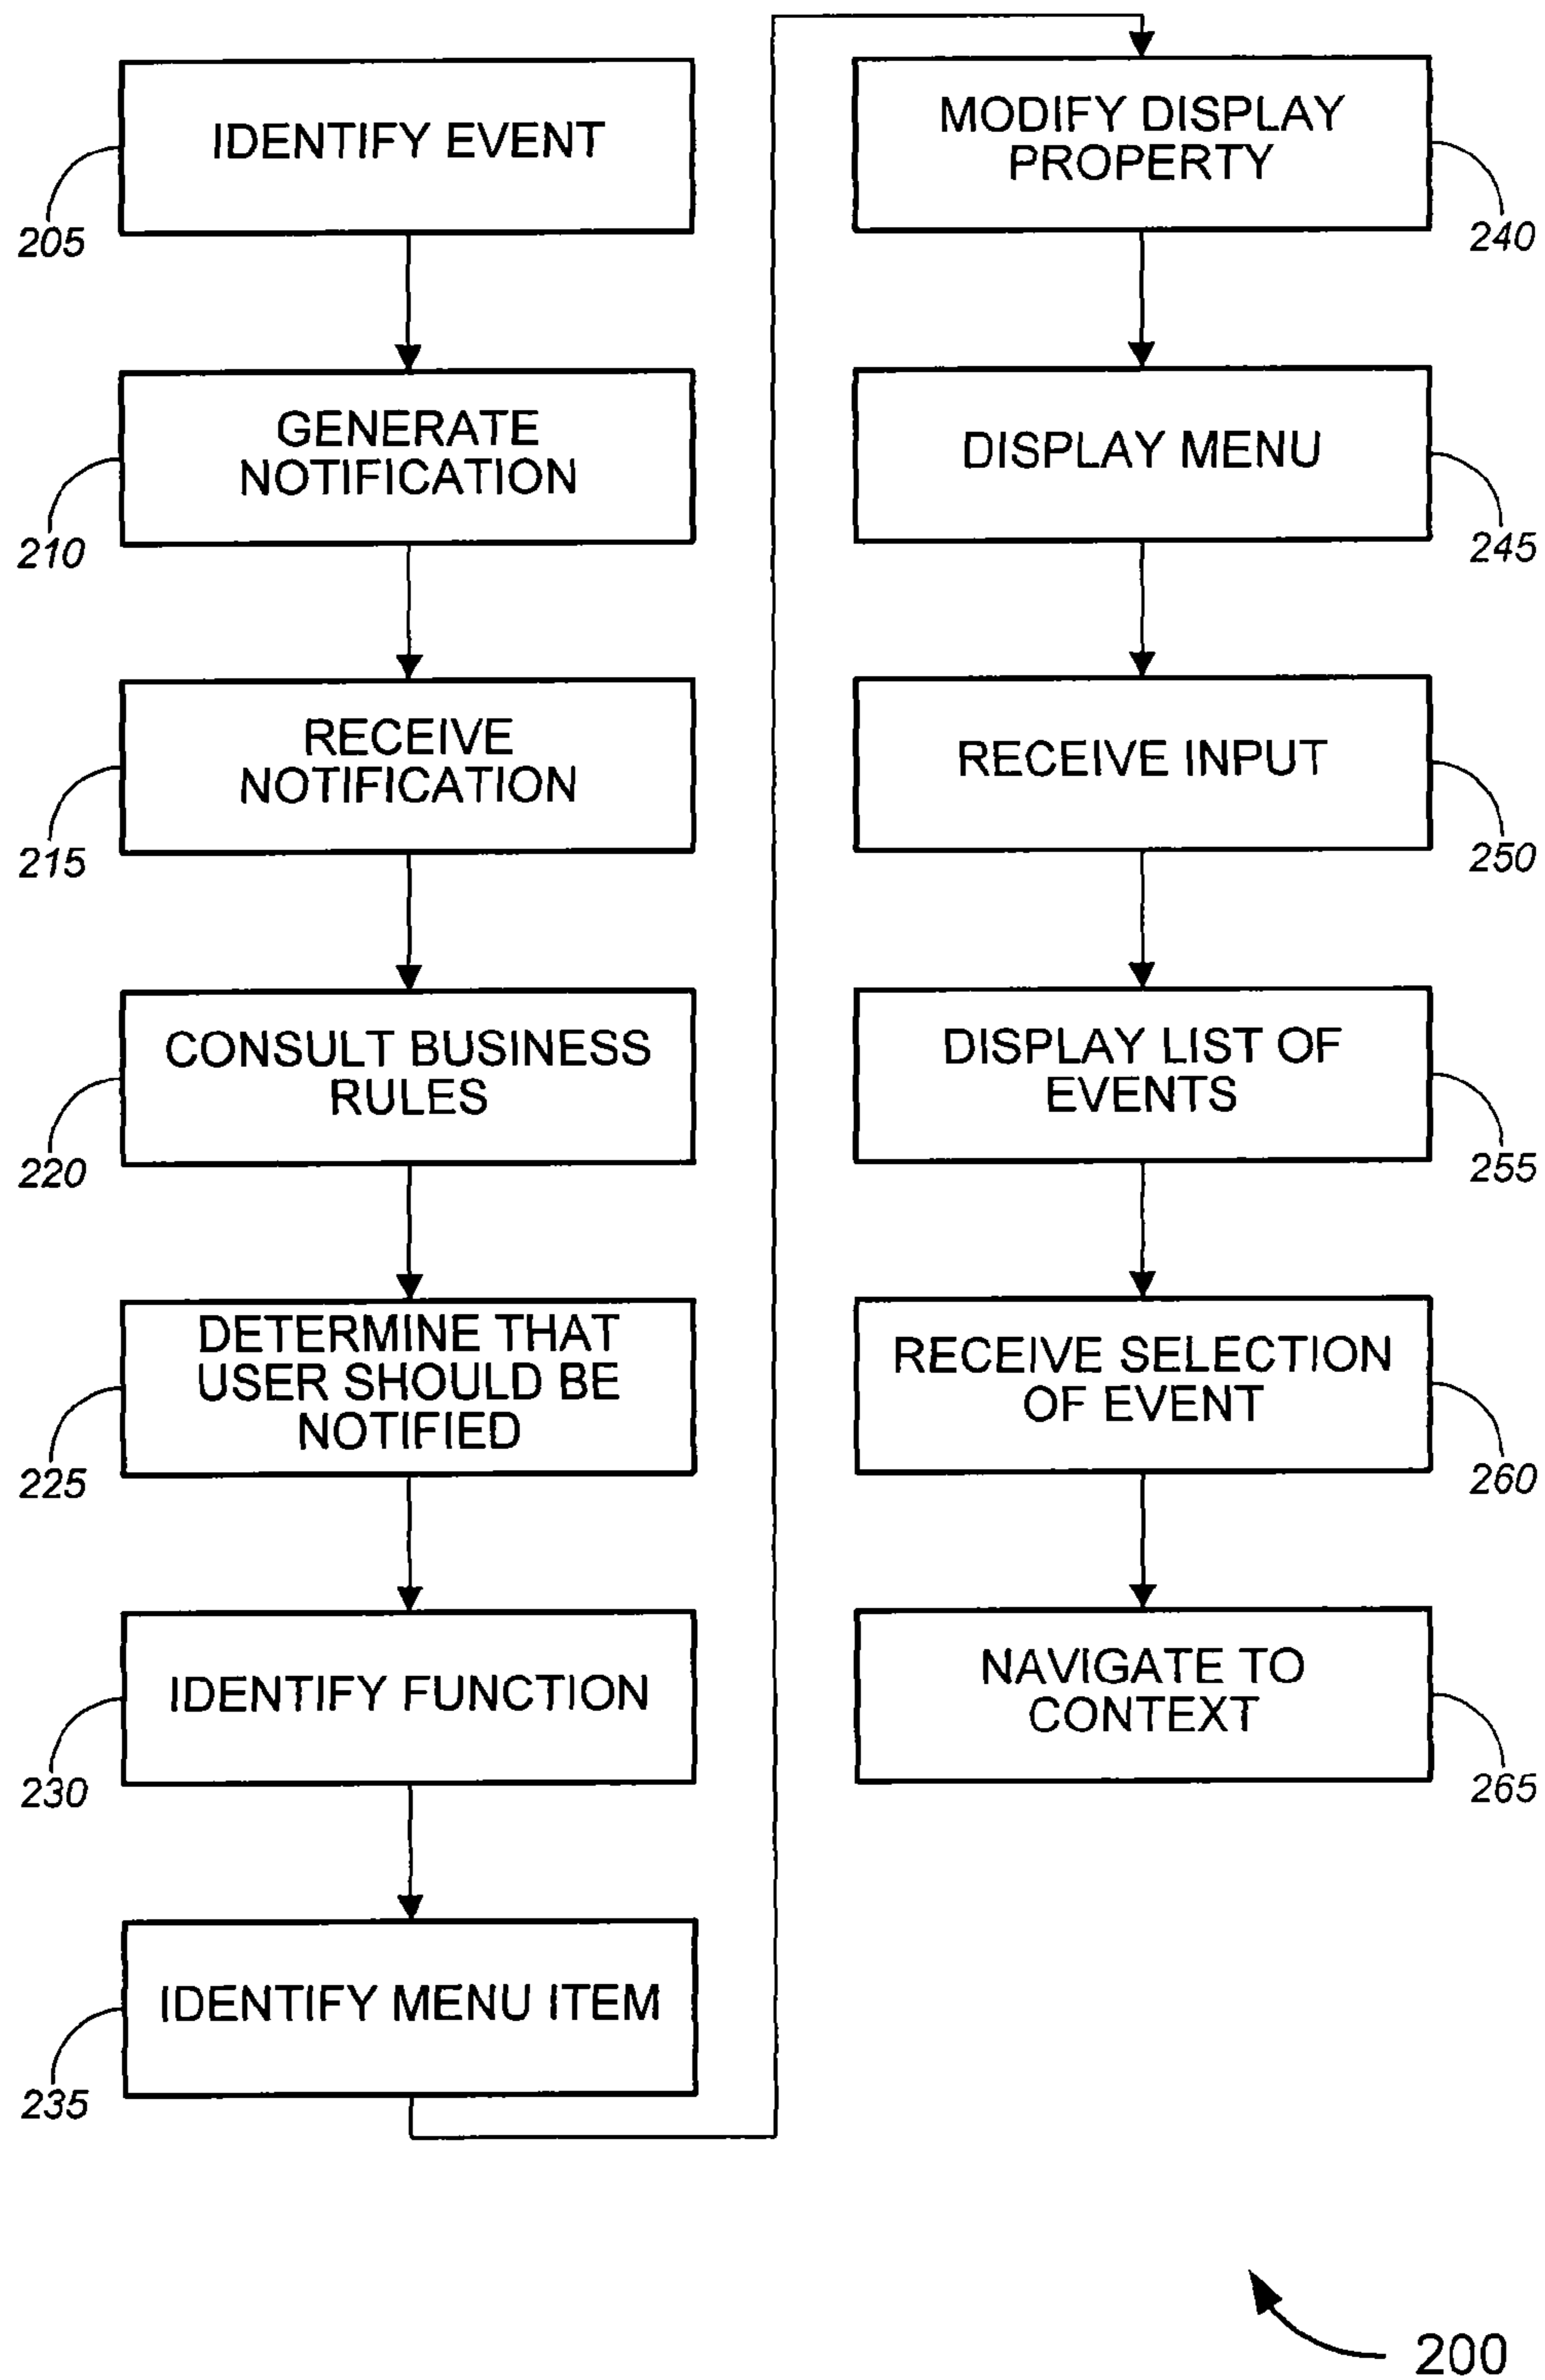 IDENTIFY EVENT
205
GENERATE
NOTIFICATION
210
RECEIVE
NOTIFICATION
215
CONSULT BUSINESS
RULES
220
DETERMINE THAT
USER SHOULD BE
NOTIFIED
225
IDENTIFY FUNCTION
230
IDENTIFY MENU ITEM
235
MODIFY DISPLAY
PROPERTY
240
DISPLAY MENU
245
RECEIVE INPUT
250
DISPLAY LIST OF
EVENTS
255
RECEIVE SELECTION
OF EVENT
260
NAVIGATE TO
CONTEXT
265
200